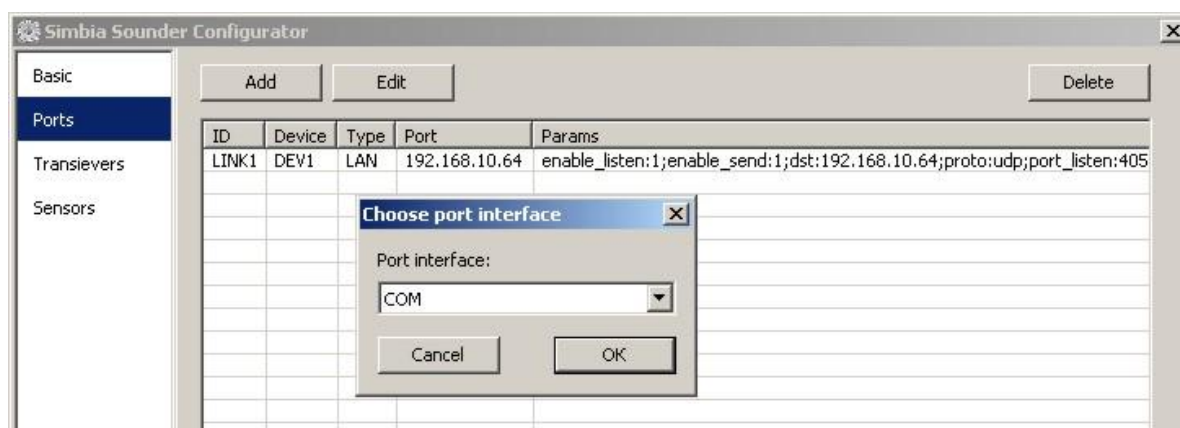 Simbia Sounder Configurator
Basic
Ports
Transievers
Sensors
Add Edit Delete
ID Device Type Port Params
LINK1 DEV1 LAN 192.168.10.64 enable_listen:1;enable_send:1;dst:192.168.10.64;proto:udp;port_listen:405
Choose port interface
Port interface:
COM
Cancel OK